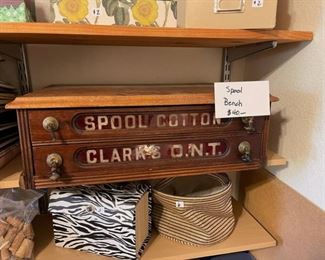 SPOOL COTTON
CLARK'S O.N.T.
Spool
Bench
$40—